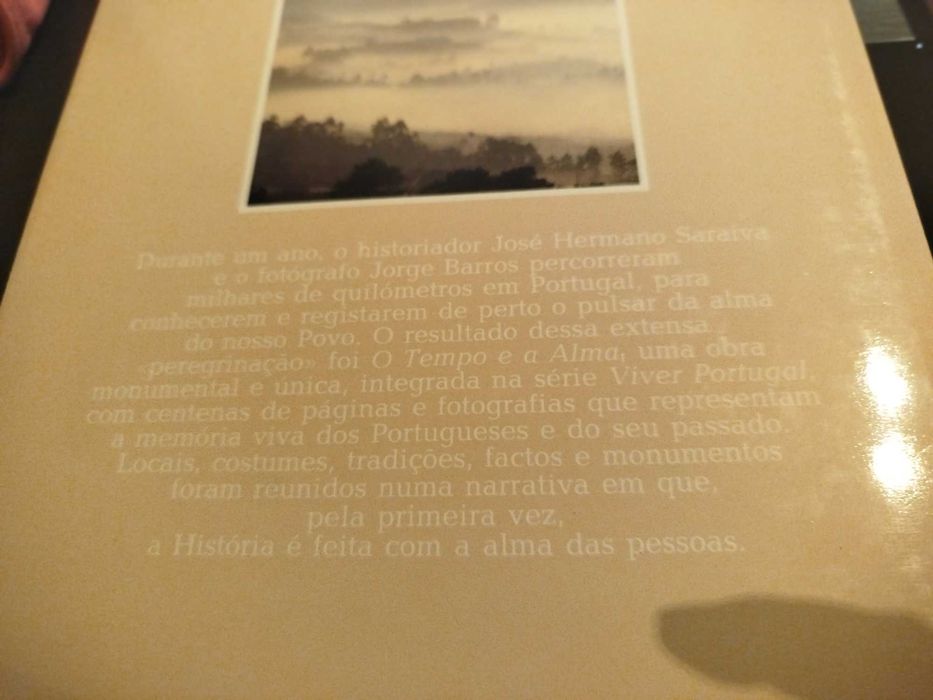 Durante um ano, o historiador José Hermano Saraiva
e o fotógrafo Jorge Barros percorreram
milhares de quilómetros em Portugal, para
conhecerem e registarem de perto o pulsar da alma
do nosso Povo. O resultado dessa extensa
«peregrinação» foi O Tempo e a Alma, uma obra
monumental e unica, integrada na série Viver Portugal
com centenas de paginas e fotografias que representam
a memória viva dos Portugueses e do seu passado.
Locais, costumes, tradições, factos e monumentos
foram reunidos numa narrativa em que,
pela primeira vez,
a História é feita com a alma das pessoas.